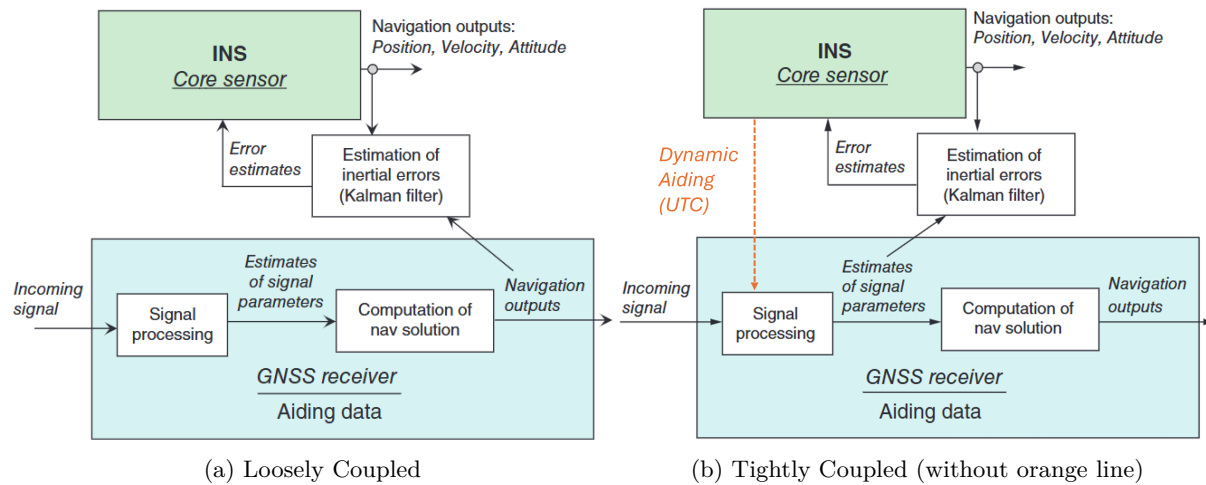 Navigation outputs:
Position, Velocity, Attitude
INS
Core sensor
Error
estimates
Estimation of
inertial errors
(Kalman filter)
Incoming
signal
Estimates
of signal
parameters
Navigation
outputs
Signal
processing
Computation of
nav solution
GNSS receiver
Aiding data
(a) Loosely Coupled
Navigation outputs:
Position, Velocity, Attitude
INS
Core sensor
Dynamic
Aiding
(UTC)
Error
estimates
Estimation of
inertial errors
(Kalman filter)
Incoming
signal
Estimates
of signal
parameters
Navigation
outputs
Signal
processing
Computation of
nav solution
GNSS receiver
Aiding data
(b) Tightly Coupled (without orange line)